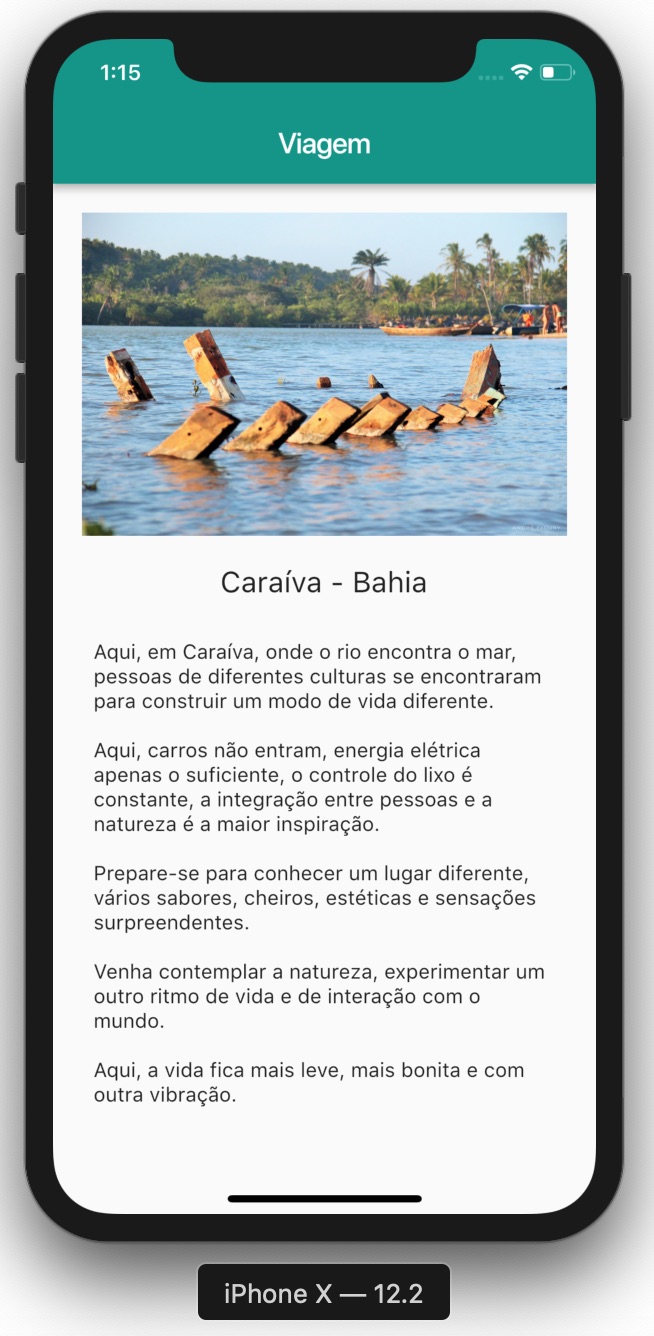 1:15
Viagem
Caraíva - Bahia
Aqui, em Caraíva, onde o rio encontra o mar,
pessoas de diferentes culturas se encontraram
para construir um modo de vida diferente.
Aqui, carros não entram, energia elétrica
apenas o suficiente, o controle do lixo é
constante, a integração entre pessoas e a
natureza é a maior inspiração.
Prepare-se para conhecer um lugar diferente,
vários sabores, cheiros, estéticas e sensações
surpreendentes.
Venha contemplar a natureza, experimentar um
outro ritmo de vida e de interação com o
mundo.
Aqui, a vida fica mais leve, mais bonita e com
outra vibração.
iPhone X — 12.2